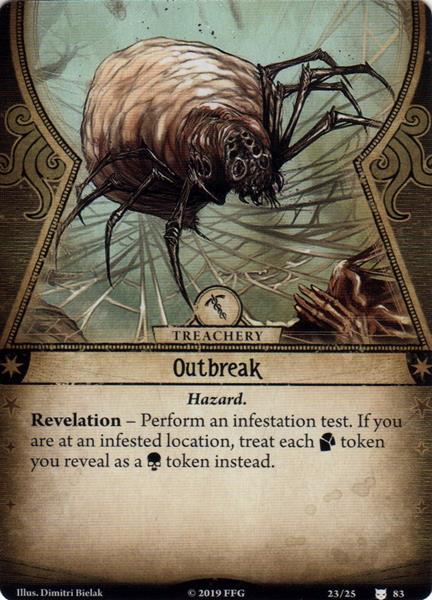 TREACHERY
Outbreak
Hazard.
Revelation – Perform an infestation test. If you
are at an infested location, treat each token
you reveal as a token instead.
Illus. Dimitri Bielak
© 2019 FFG
23/25
83